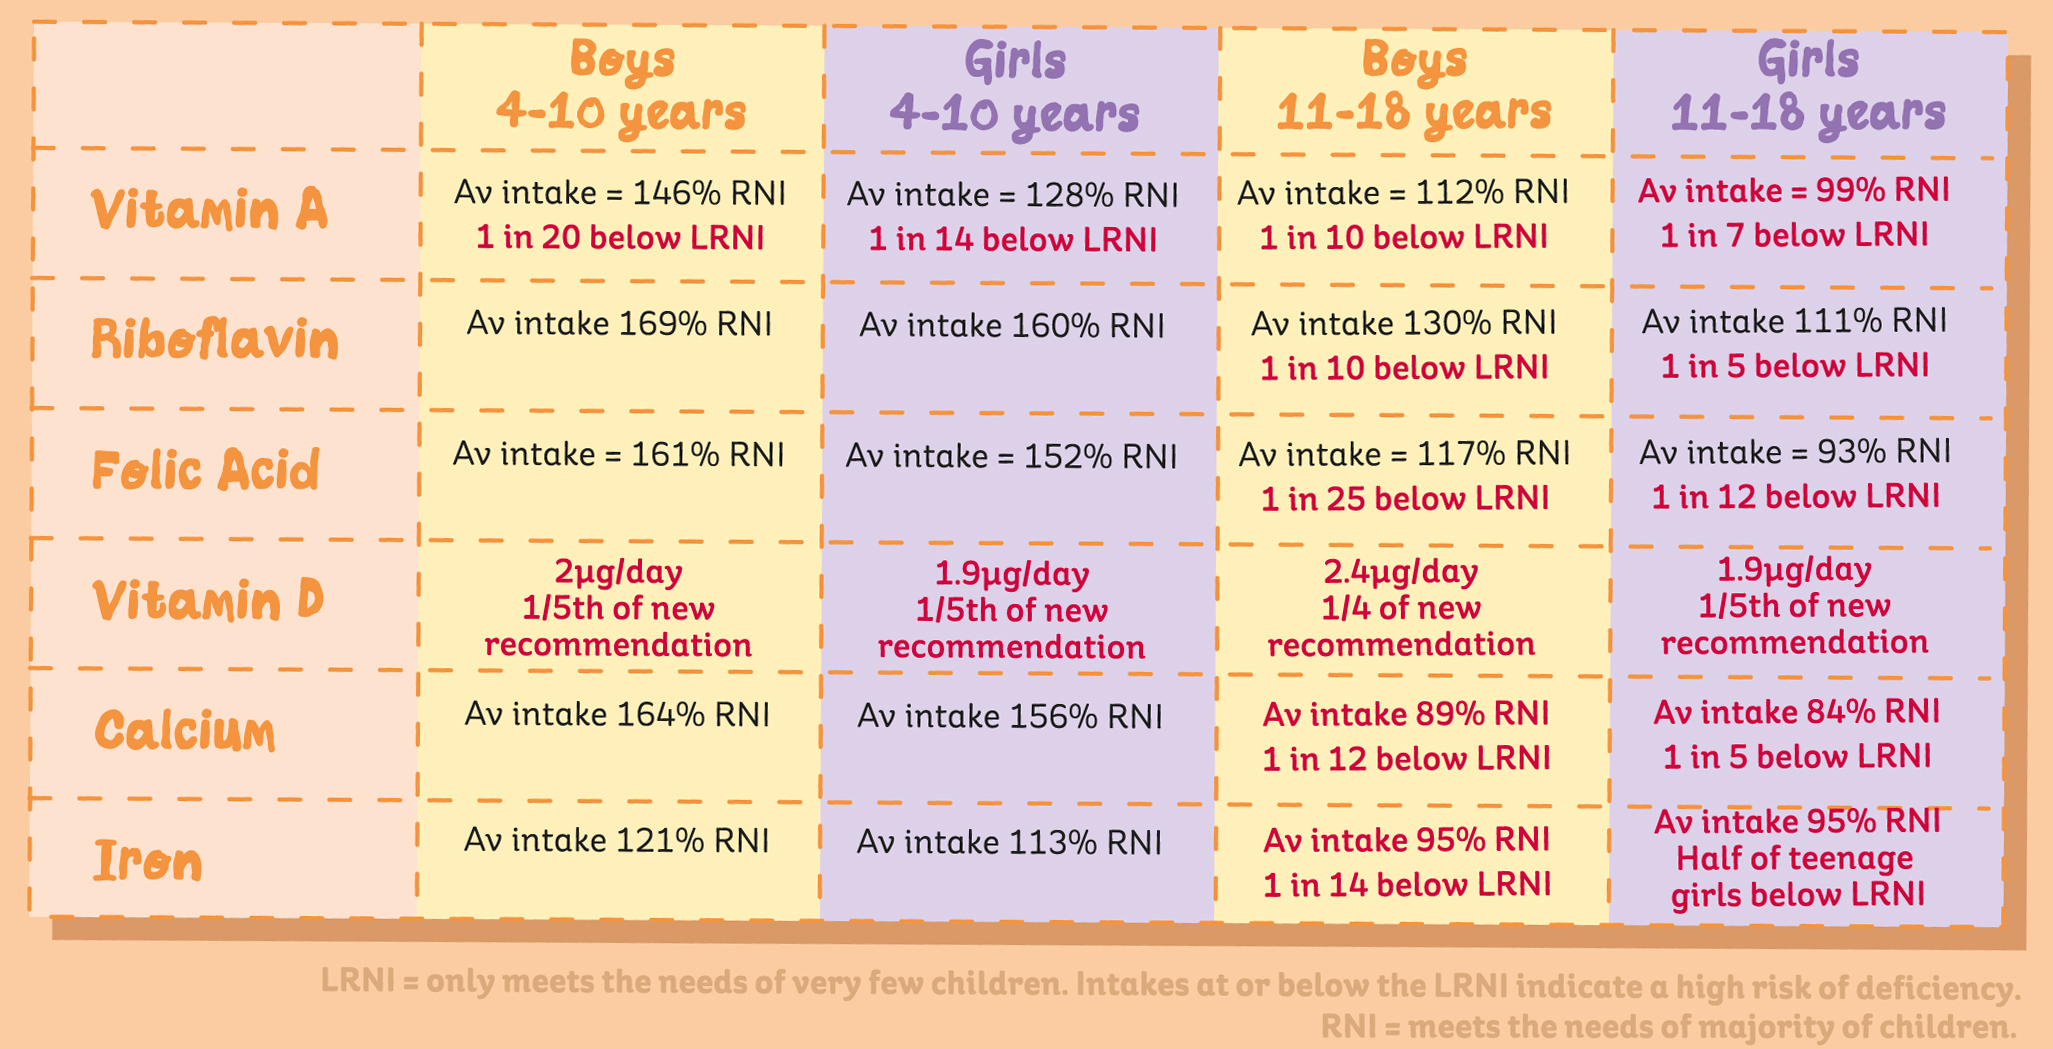 Boys
4-10 years
Girls
4-10 years
Boys
11-18 years
Girls
11-18 years
Vitamin A
Av intake = 146% RNI
1 in 20 below LRNI
Av intake = 128% RNI
1 in 14 below LRNI
Av intake = 112% RNI
1 in 10 below LRNI
Av intake = 99% RNI
1 in 7 below LRNI
Riboflavin
Av intake 169% RNI
Av intake 160% RNI
Av intake 130% RNI
1 in 10 below LRNI
Av intake 111% RNI
1 in 5 below LRNI
Folic Acid
Av intake = 161% RNI
Av intake = 152% RNI
Av intake = 117% RNI
1 in 25 below LRNI
Av intake = 93% RNI
1 in 12 below LRNI
Vitamin D
2µg/day
1/5th of new
recommendation
1.9µg/day
1/5th of new
recommendation
2.4µg/day
1/4 of new
recommendation
1.9µg/day
1/5th of new
recommendation
Calcium
Av intake 164% RNI
Av intake 156% RNI
Av intake 89% RNI
1 in 12 below LRNI
Av intake 84% RNI
1 in 5 below LRNI
Iron
Av intake 121% RNI
Av intake 113% RNI
Av intake 95% RNI
1 in 14 below LRNI
Av intake 95% RNI
Half of teenage
girls below LRNI
LRNI = only meets the needs of very few children. Intakes at or below the LRNI indicate a high risk of deficiency.
RNI = meets the needs of majority of children.